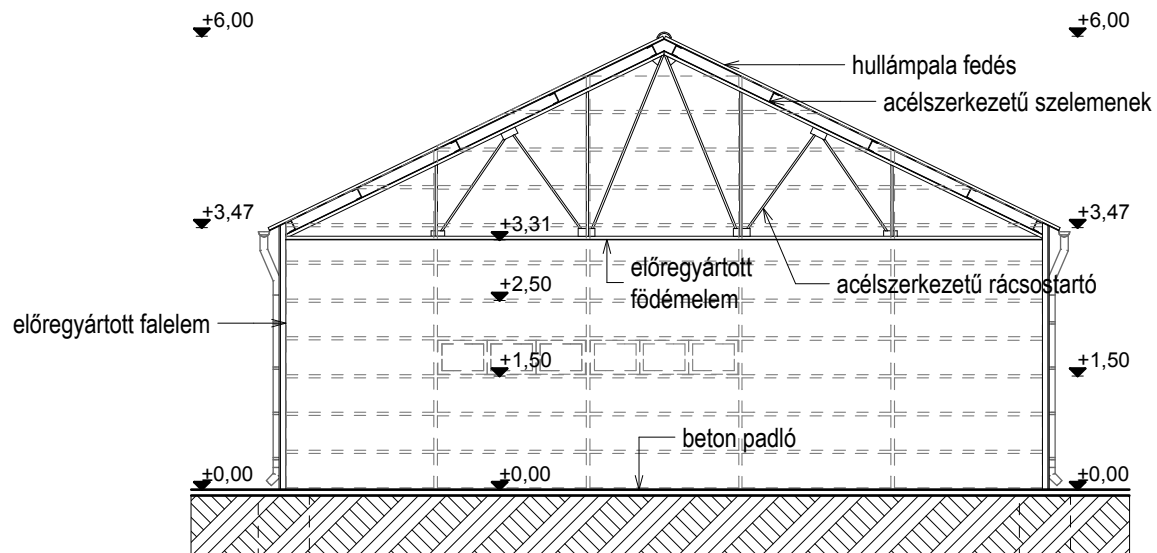 +6,00
+6,00
hullámpala fedés
acélszerkezetű szelemenek
+3,47
+3,31
+3,47
előregyártott
födémelem
acélszerkezetű rácsostartó
+2,50
előregyártott falelem
+1,50
+1,50
beton padló
+0,00
+0,00
+0,00